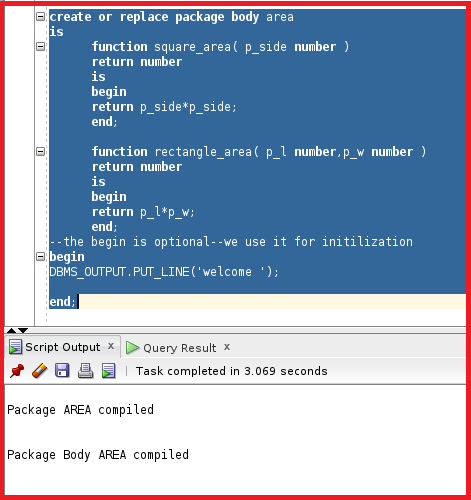 create or replace package body area
is
function square_area( p_side number )
return number
is
begin
return p_side*p_side;
end;
function rectangle_area( p_l number,p_w number )
return number
is
begin
return p_l*p_w;
end;
--the begin is optional--we use it for initilization
begin
DBMS_OUTPUT.PUT_LINE('welcome ');
end;
Script Output x Query Result x
Task completed in 3.069 seconds
Package AREA compiled
Package Body AREA compiled